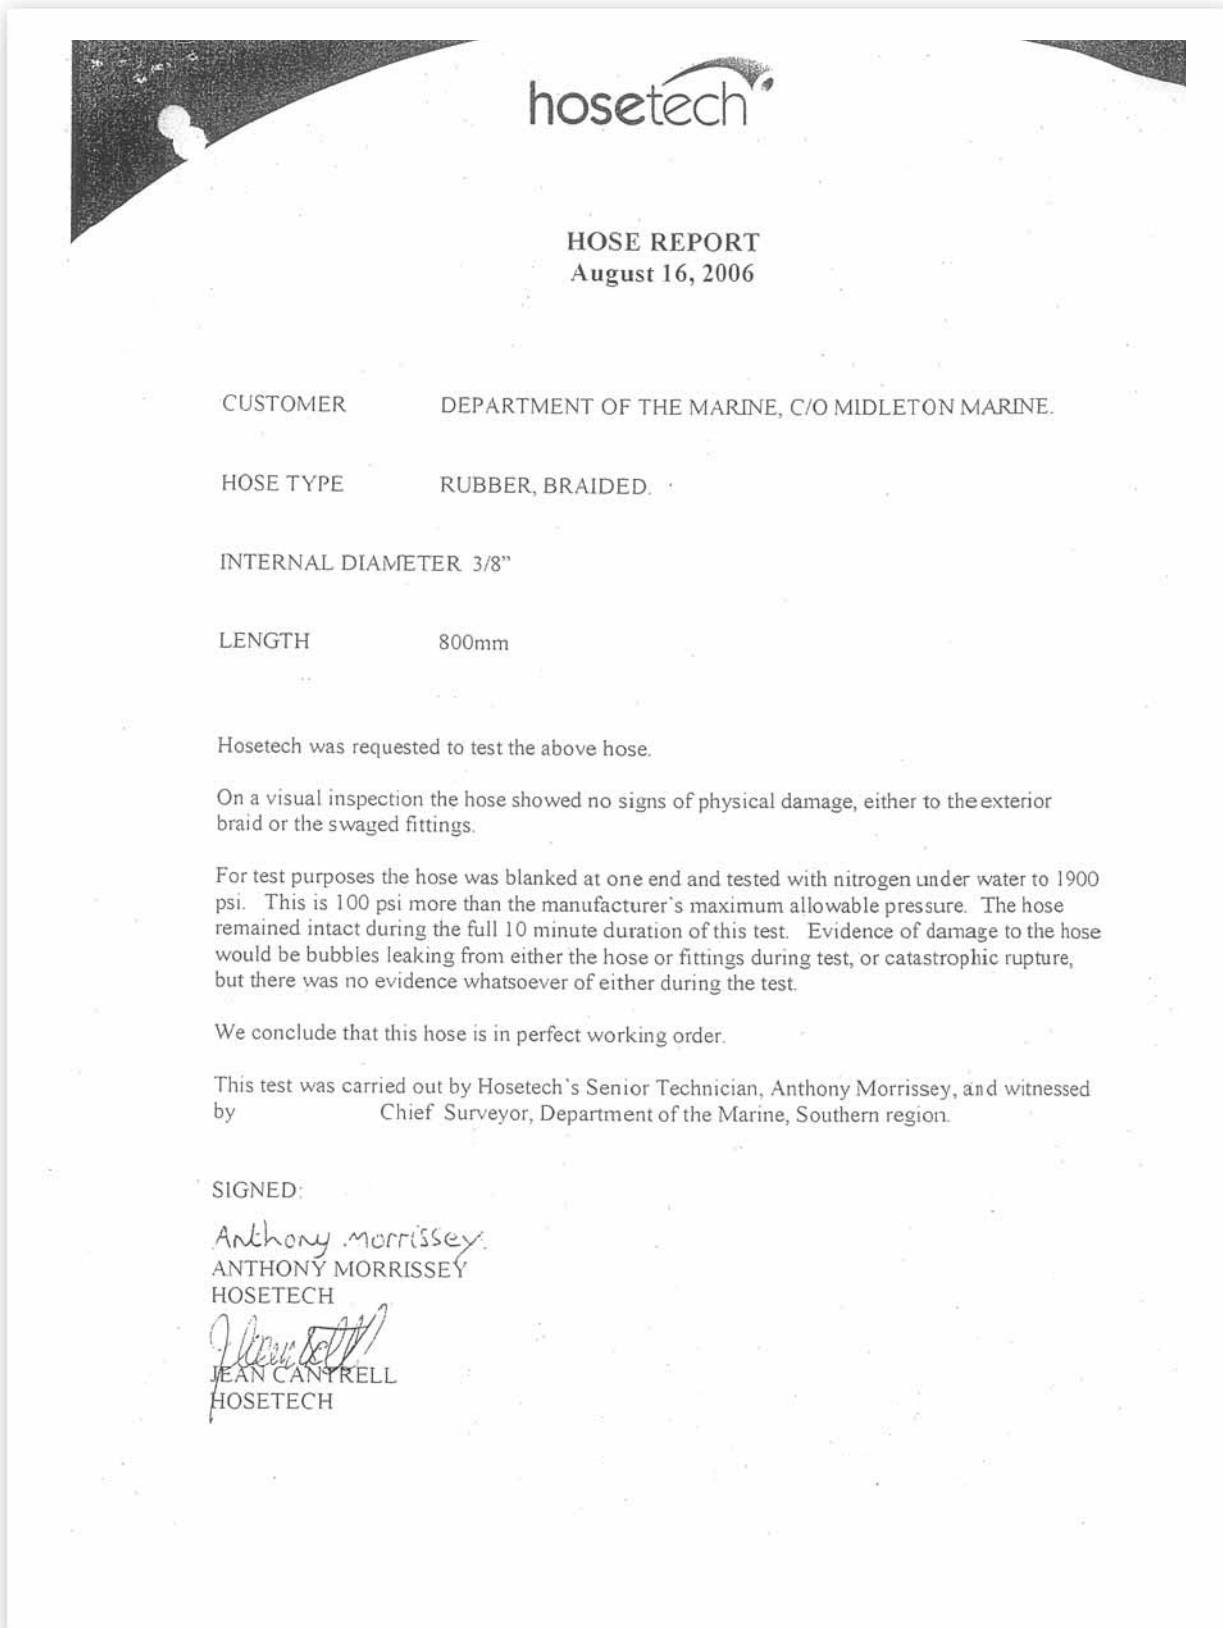 hosetech
HOSE REPORT
August 16, 2006
CUSTOMER DEPARTMENT OF THE MARINE, C/O MIDLETON MARINE.
HOSE TYPE RUBBER, BRAIDED.
INTERNAL DIAMETER 3/8”
LENGTH 800mm
Hosetech was requested to test the above hose.
On a visual inspection the hose showed no signs of physical damage, either to the exterior
braid or the swaged fittings.
For test purposes the hose was blanked at one end and tested with nitrogen under water to 1900
psi. This is 100 psi more than the manufacturer's maximum allowable pressure. The hose
remained intact during the full 10 minute duration of this test. Evidence of damage to the hose
would be bubbles leaking from either the hose or fittings during test, or catastrophic rupture,
but there was no evidence whatsoever of either during the test.
We conclude that this hose is in perfect working order.
This test was carried out by Hosetech's Senior Technician, Anthony Morrissey, and witnessed
by Chief Surveyor, Department of the Marine, Southern region.
SIGNED:
Anthony Morrissey.
ANTHONY MORRISSEY
HOSETECH
JEAN CANTRELL
HOSETECH